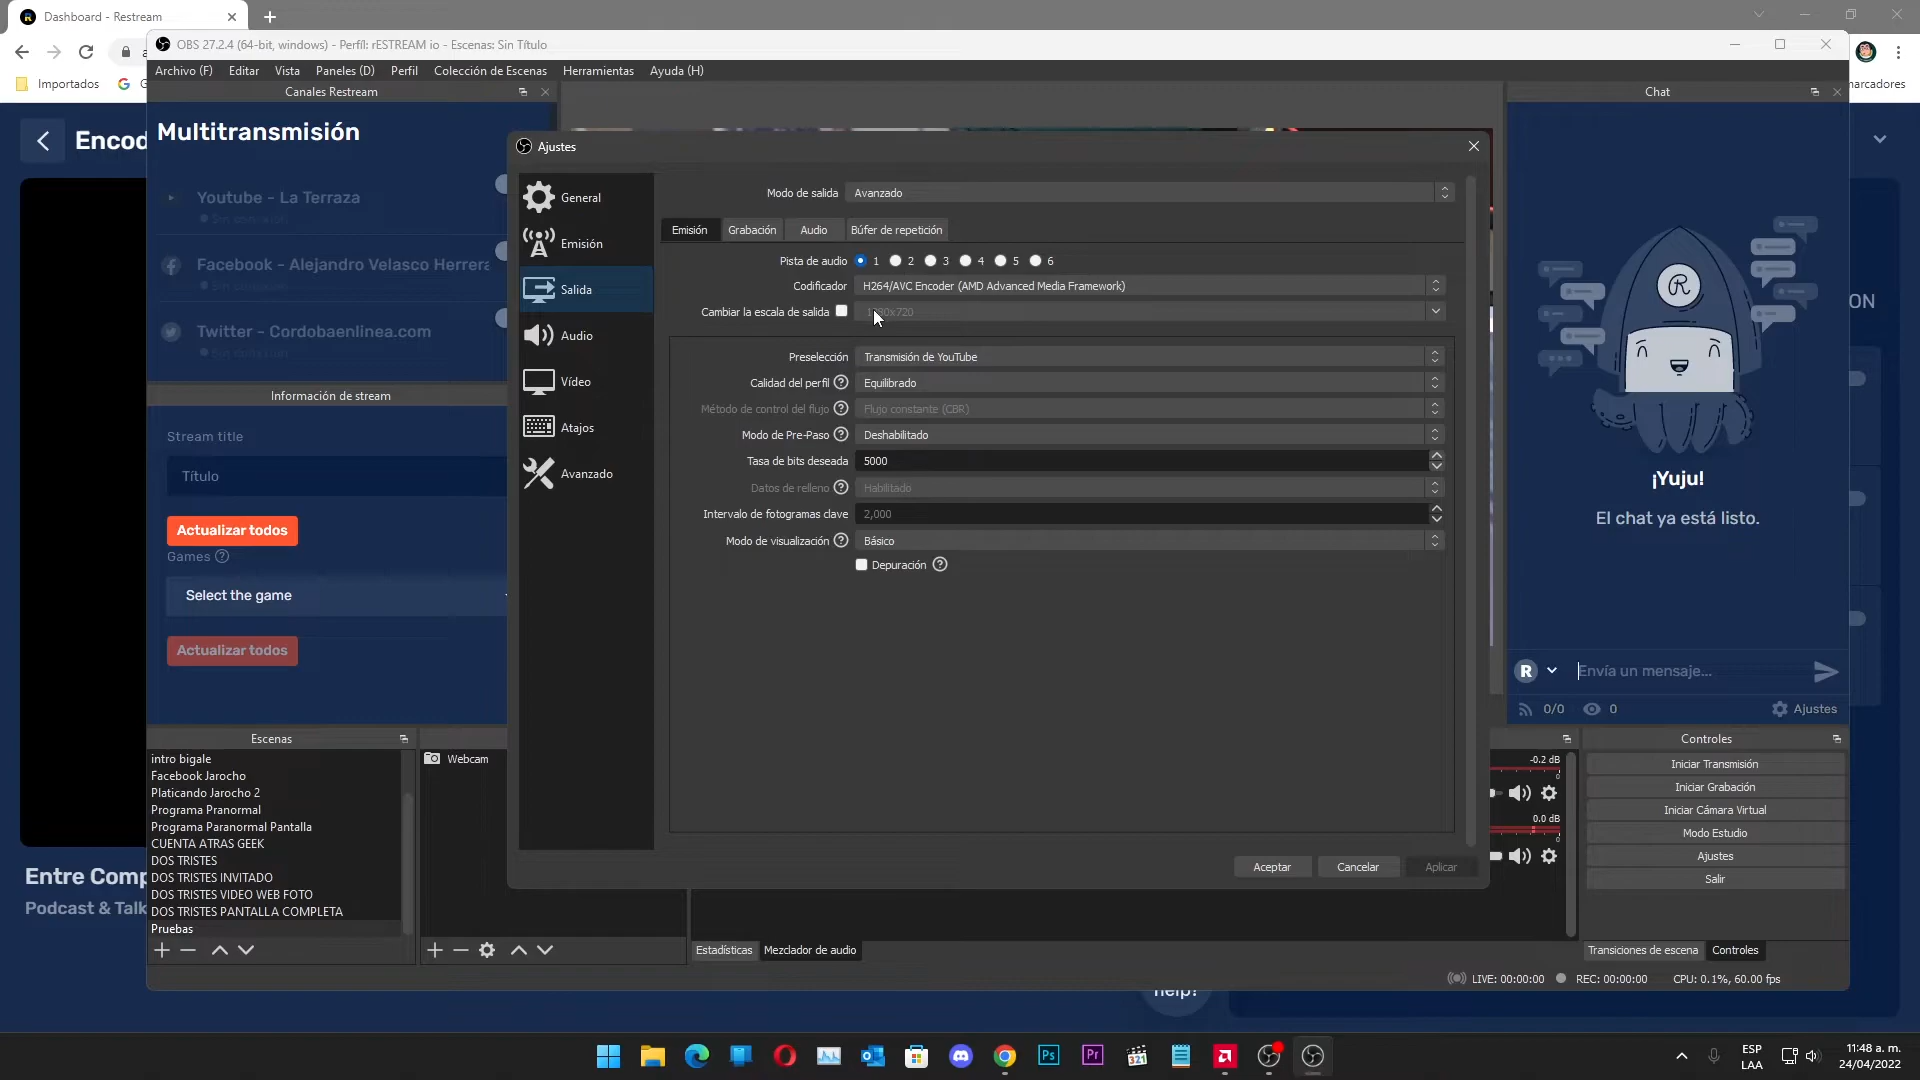 Dashboard - Restream
OBS 27.2.4 (64-bit, windows) - Perfil: rESTREAM io - Escenas: Sin Título
Archivo (F) Editar Vista Paneles (D) Perfil Colección de Escenas Herramientas Ayuda (H)
Importados
G
marcadores
Canales Restream
Chat
Encod
Multitransmisión
Youtube - La Terraza
Sin conexión
Facebook - Alejandro Velasco Herrera
Twitter - Cordobaenlinea.com
Sin conexión
Información de stream
Stream title
Título
Actualizar todos
Games
Select the game
Actualizar todos
Ajustes
General
Emisión
Salida
Audio
Vídeo
Atajos
Avanzado
Modo de salida Avanzado
Emisión Grabación Audio Búfer de repetición
Pista de audio 1 2 3 4 5 6
Codificador H264/AVC Encoder (AMD Advanced Media Framework)
Cambiar la escala de salida
Preselección Transmisión de YouTube
Calidad del perfil Equilibrado
Método de control del flujo Flujo constante (CBR)
Modo de Pre-Paso Deshabilitado
Tasa de bits deseada 5000
Datos de relleno Habilitado
Intervalo de fotogramas clave 2,000
Modo de visualización Básico
Depuración
Aceptar Cancelar Aplicar
R
¡Yuju!
El chat ya está listo.
ON
R Envía un mensaje...
0/0 0 Ajustes
Escenas
intro bigale
Facebook Jarocho
Platicando Jarocho 2
Programa Pranormal
Programa Paranormal Pantalla
CUENTA ATRAS GEEK
DOS TRISTES
DOS TRISTES INVITADO
DOS TRISTES VIDEO WEB FOTO
DOS TRISTES PANTALLA COMPLETA
Pruebas
Webcam
-0.2 dB
0
0.0 dB
0
Controles
Iniciar Transmisión
Iniciar Grabación
Iniciar Cámara Virtual
Modo Estudio
Ajustes
Salir
Estadísticas Mezclador de audio
Transiciones de escena Controles
LIVE: 00:00:00 REC: 00:00:00 CPU: 0.1%, 60.00 fps
Entre Comp
Podcast & Talk
help!
Ps
Pr
321
ESP
LAA
11:48 a. m.
24/04/2022